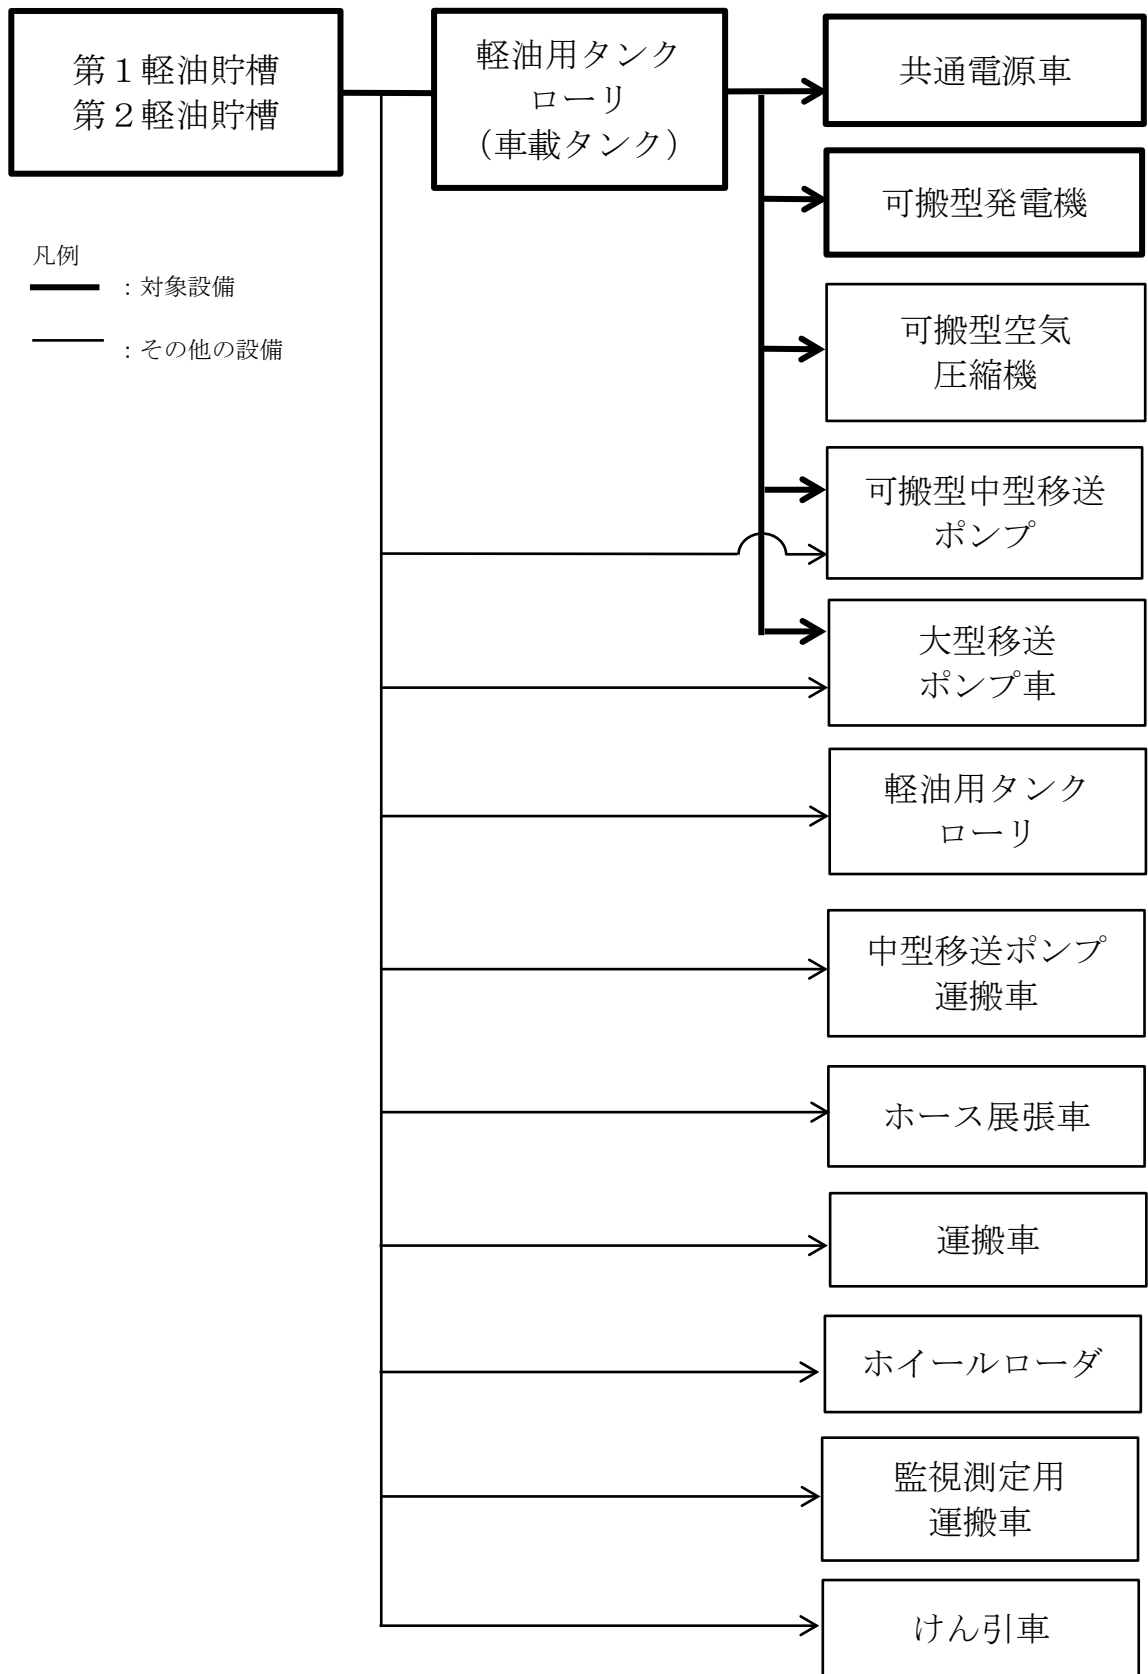 第１軽油貯槽
第２軽油貯槽
軽油用タンク
ローリ
（車載タンク）
共通電源車
可搬型発電機
凡例
：対象設備
：その他の設備
可搬型空気
圧縮機
可搬型中型移送
ポンプ
大型移送
ポンプ車
軽油用タンク
ローリ
中型移送ポンプ
運搬車
ホース展張車
運搬車
ホイールローダ
監視測定用
運搬車
けん引車